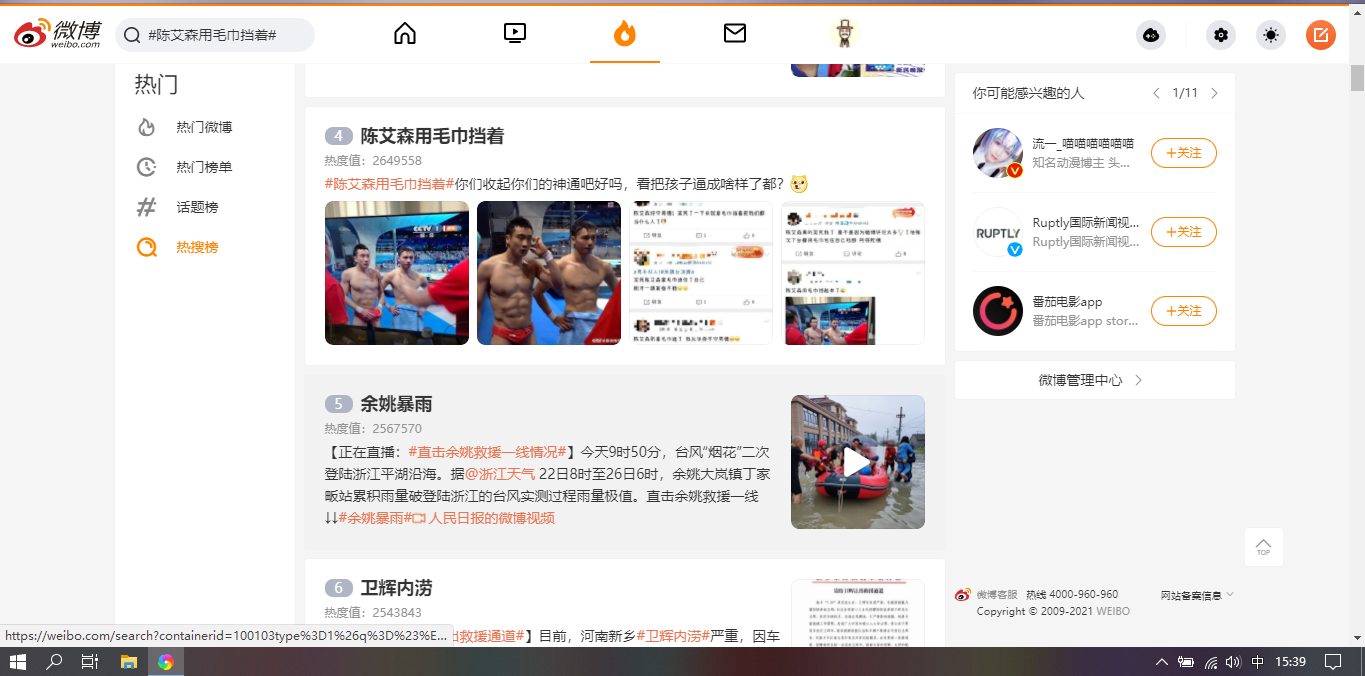 微博
weibo.com
#陈艾森用毛巾挡着#
热门
热门微博
热门榜单
话题榜
热搜榜
4 陈艾森用毛巾挡着
热度值：2649558
#陈艾森用毛巾挡着#你们收起你们的神通吧好吗，看把孩子逼成啥样了都？
CCTV 1
5 余姚暴雨
热度值：2567570
【正在直播：#直击余姚救援一线情况#】今天9时50分，台风“烟花”二次
登陆浙江平湖沿海。据@浙江天气 22日8时至26日6时，余姚大岚镇丁家
畈站累积雨量破登陆浙江的台风实测过程雨量极值。直击余姚救援一线
↓↓#余姚暴雨# 人民日报的微博视频
6 卫辉内涝
热度值：2543843
救援通道#】目前，河南新乡#卫辉内涝#严重，因车
你可能感兴趣的人
1/11
流一_喵喵喵喵喵喵
知名动漫博主 头...
+关注
RUPTLY
Ruptly国际新闻视...
Ruptly国际新闻视...
+关注
番茄电影app
番茄电影app stor...
+关注
微博管理中心
TOP
微博客服 热线 4000-960-960
网站备案信息
Copyright © 2009-2021 WEIBO
https://weibo.com/search?containerid=100103type%3D1%26q%3D%23%E...
中
15:39